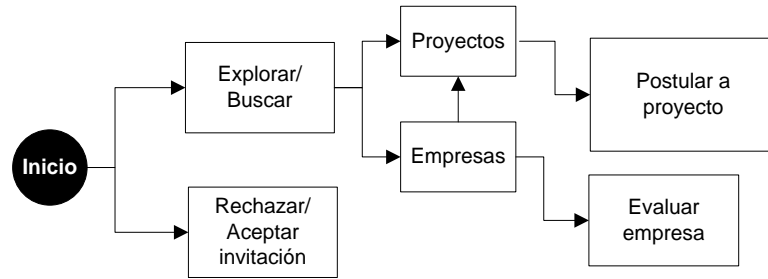 Inicio
Explorar/
Buscar
Rechazar/
Aceptar
invitación
Proyectos
Empresas
Postular a
proyecto
Evaluar
empresa